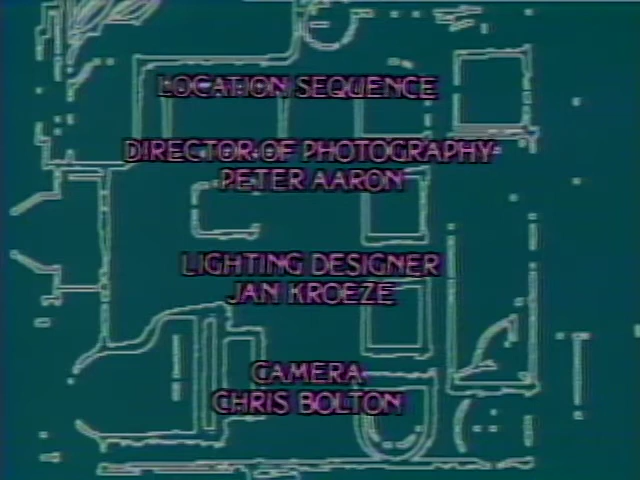 LOCATION SEQUENCE
DIRECTOR OF PHOTOGRAPHY
PETER AARON
LIGHTING DESIGNER
JAN KROEZE
CAMERA
CHRIS BOLTON